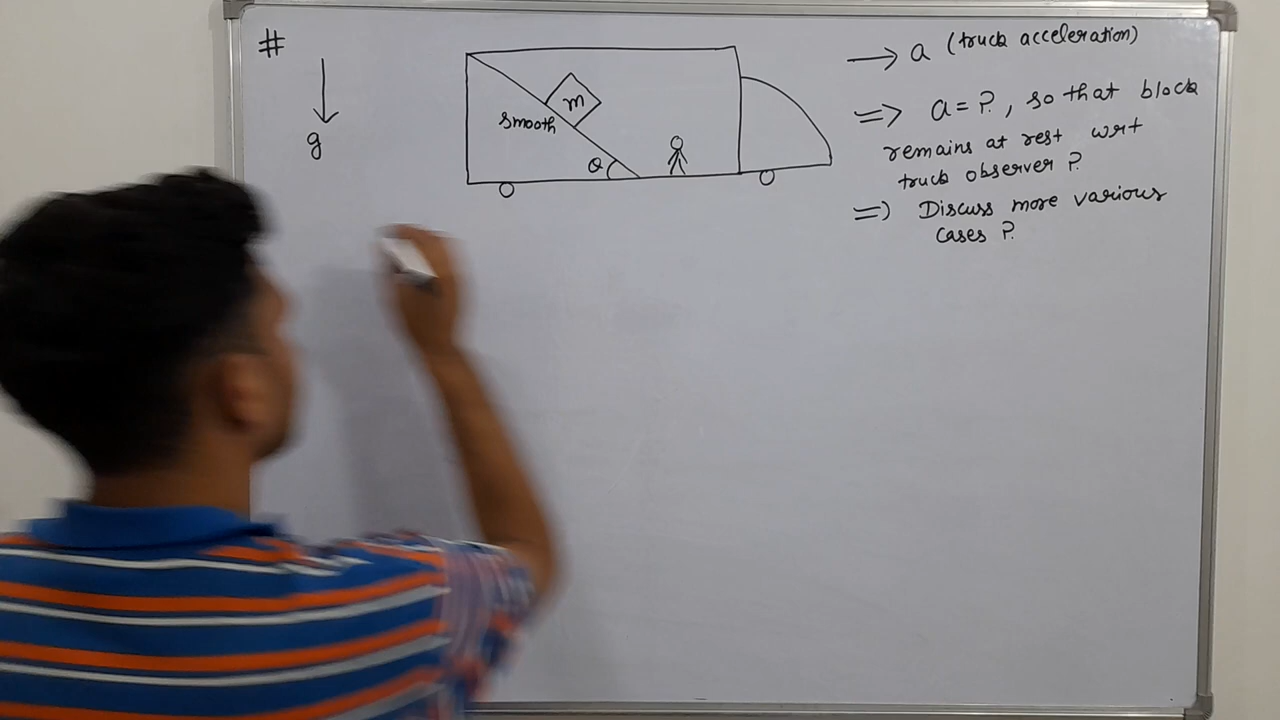 #
g
m
smooth
θ
→ a (truck acceleration)
⇒ a = ?, so that block
remains at rest wrt
truck observer ?
⇒ Discuss more various
cases ?